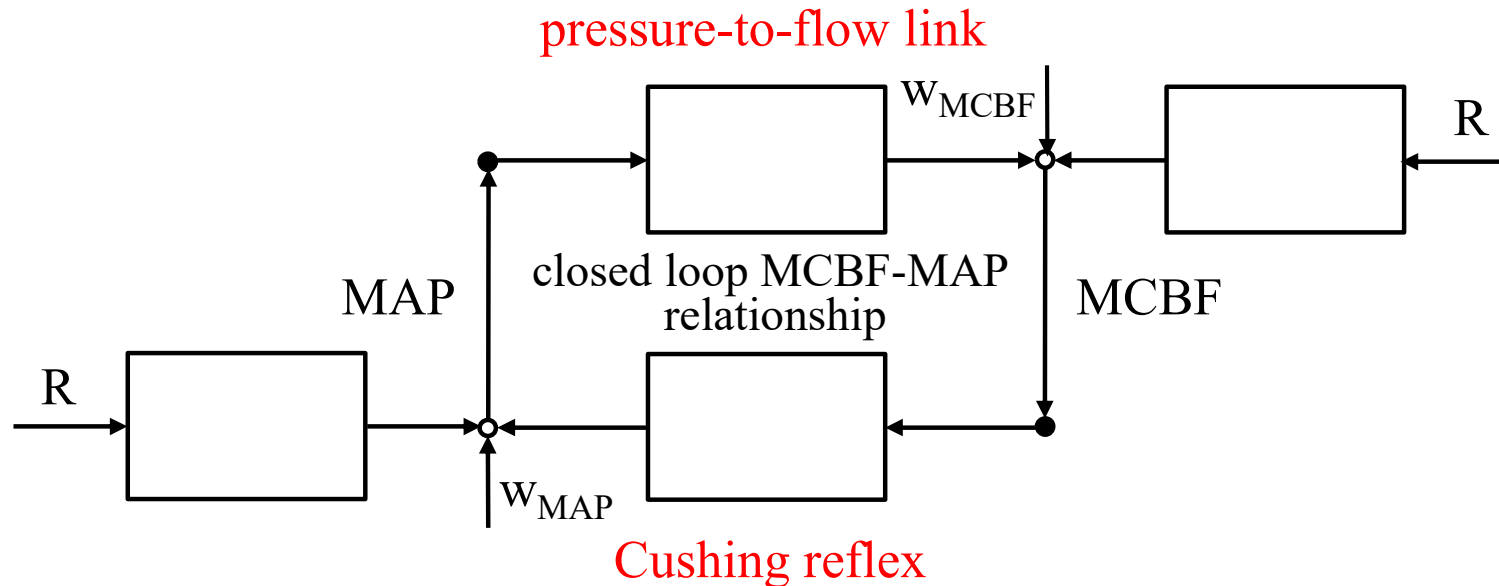 pressure-to-flow link
wMCBF
R
closed loop MCBF-MAP
relationship
MAP
MCBF
R
wMAP
Cushing reflex